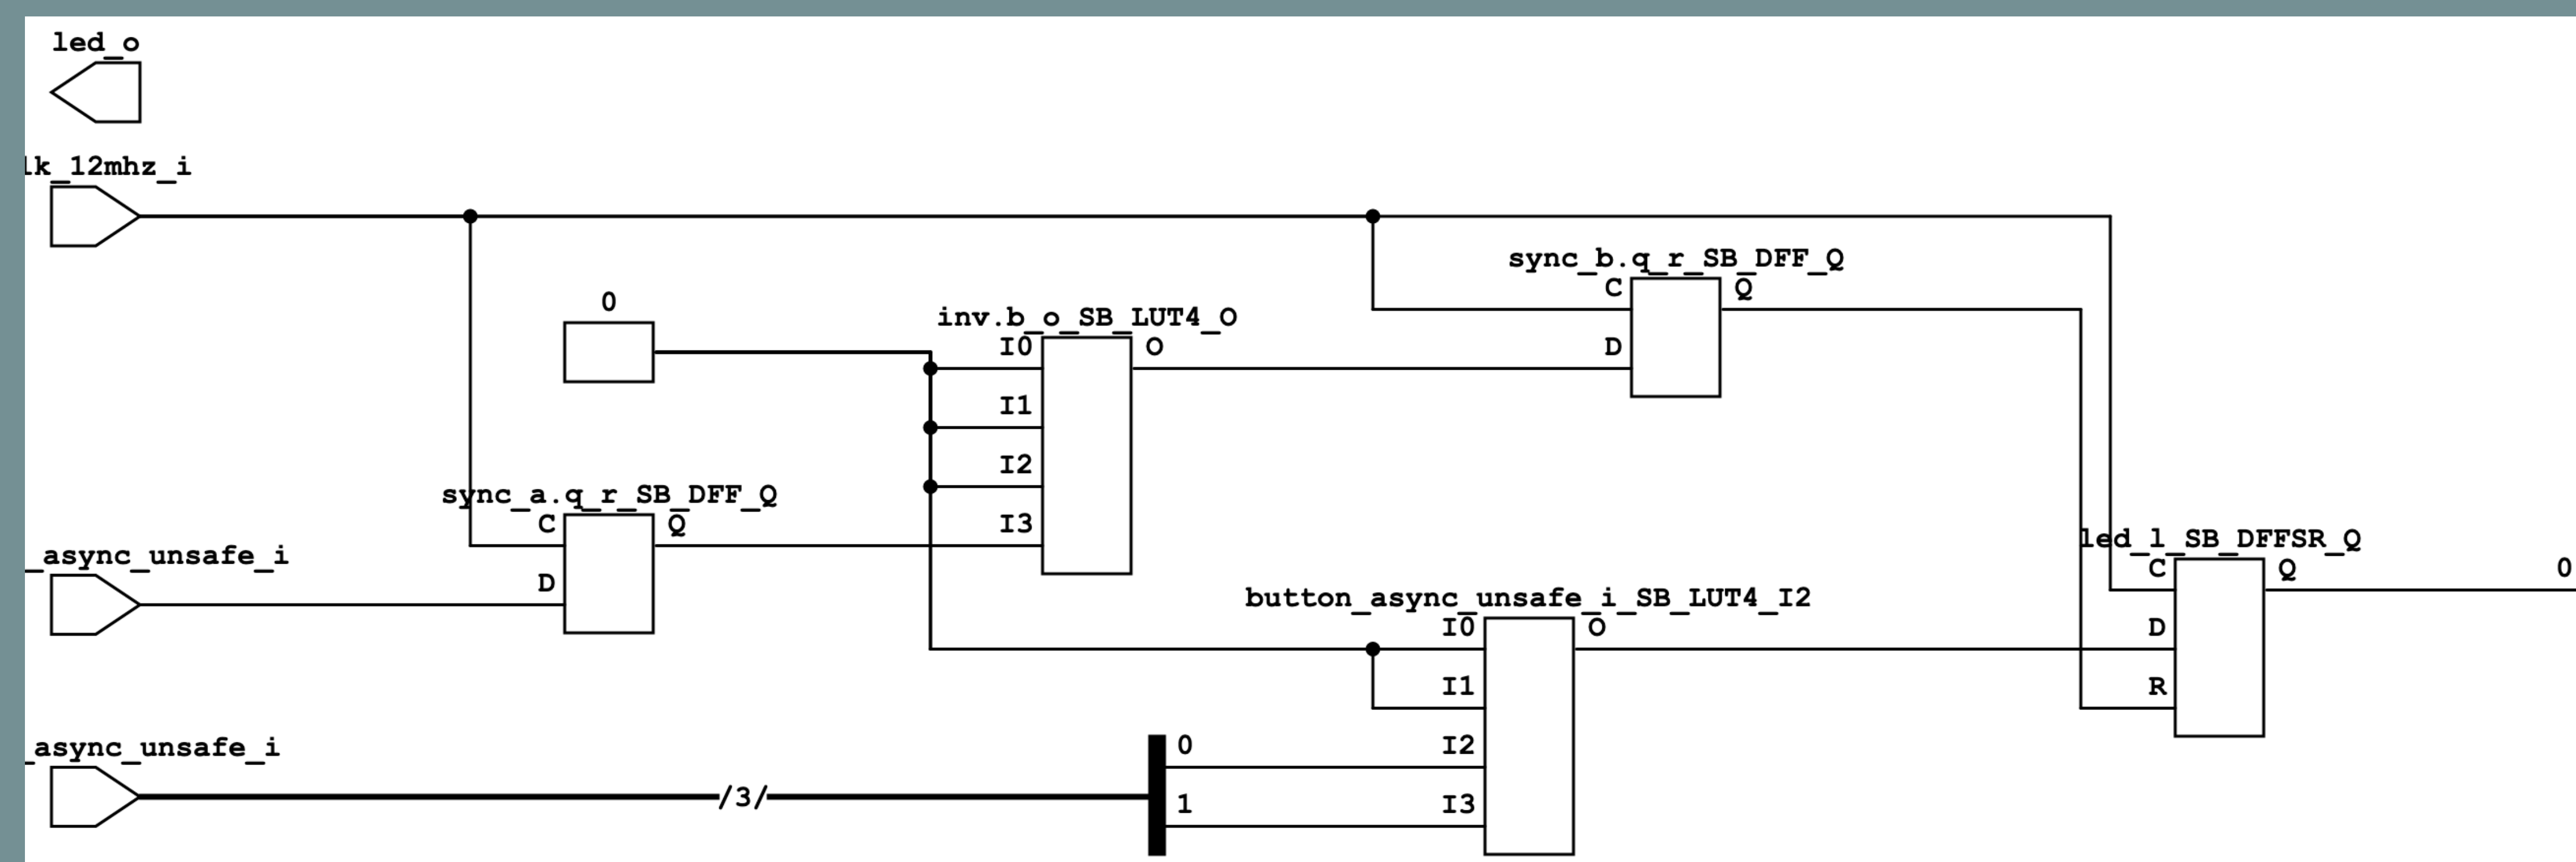 led_o
lk_12mhz_i
sync_b.q_r_SB_DFF_Q
C Q
0
inv.b_o_SB_LUT4_O
I0 O
D
I1
I2
sync_a.q_r_SB_DFF_Q
C Q
I3
led_l_SB_DFFSR_Q
_async_unsafe_i
C Q
0
D
button_async_unsafe_i_SB_LUT4_I2
I0 O
D
I1
R
_async_unsafe_i
0
I2
/3/
1
I3